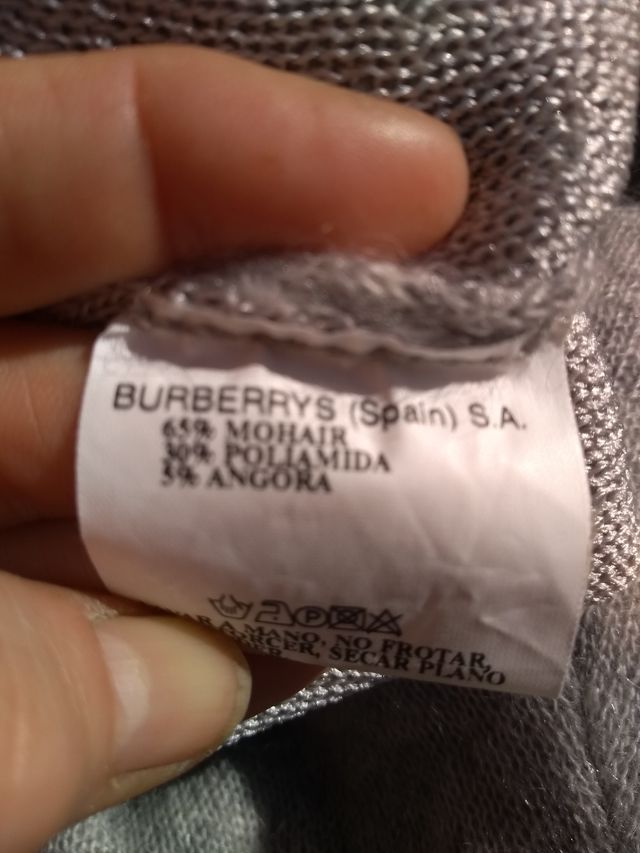 BURBERRYS (Spain) S.A.
65% MOHAIR
30% POLIAMIDA
5% ANGORA
P
A MANO, NO FROTAR,
SECAR PLANO